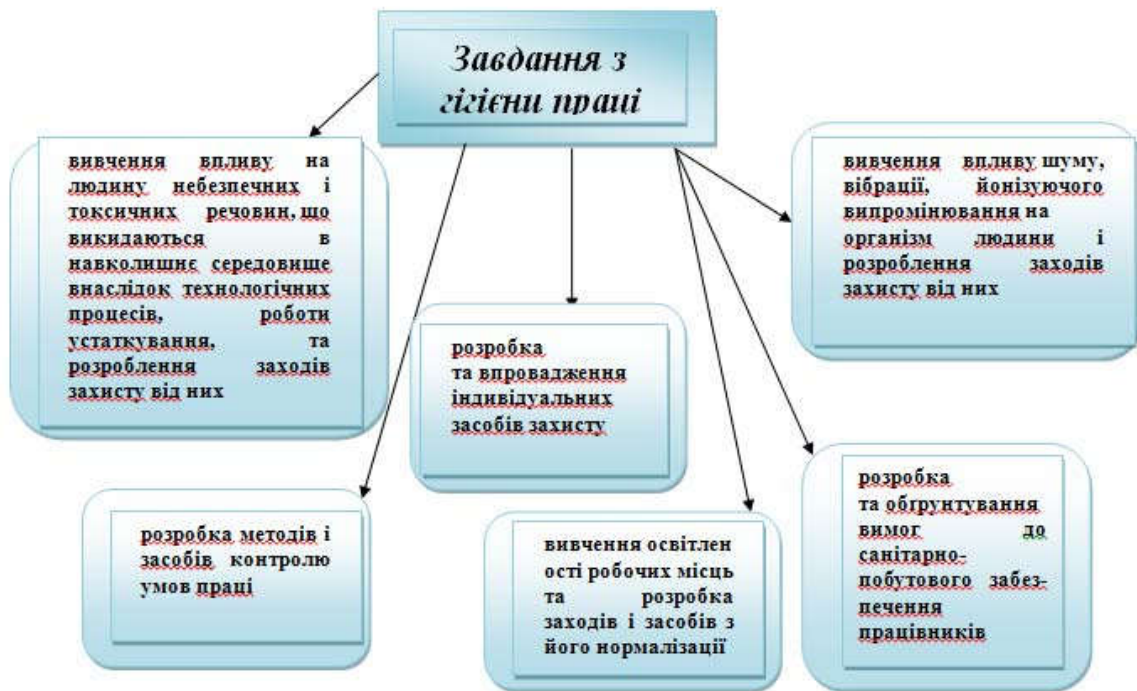 Завдання з
гігієни праці
вивчення впливу на
людину небезпечних і
токсичних речовин, що
викидаються в
навколишнє середовище
внаслідок технологічних
процесів, роботи
устаткування, та
розроблення заходів
захисту від них
вивчення впливу шуму,
вібрації, йонізуючого
випромінювання на
організм людини і
розроблення заходів
захисту від них
розробка
та впровадження
індивідуальних
засобів захисту
розробка методів і
засобів контролю
умов праці
вивчення освітлен
ості робочих місць
та розробка
заходів і засобів з
його нормалізації
розробка
та обґрунтування
вимог до
санітарно-
побутового забез-
печення
працівників